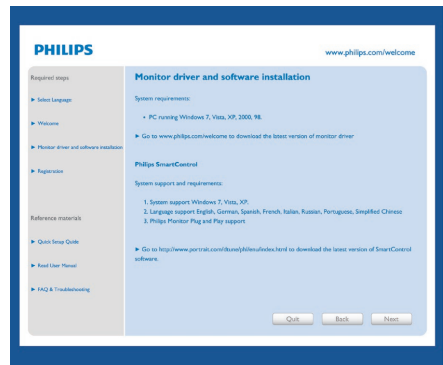 PHILIPS
www.philips.com/welcome
Required steps
► Select Language
► Welcome
► Monitor driver and software installation
► Registration
Reference materials
► Quick Setup Guide
► Read User Manual
► FAQ & Troubleshooting
Monitor driver and software installation
System requirements:
• PC running Windows 7, Vista, XP, 2000, 98.
► Go to www.philips.com/welcome to download the latest version of monitor driver
Philips SmartControl
System support and requirements:
1. System support Windows 7, Vista, XP.
2. Language support English, German, Spanish, French, Italian, Russian, Portuguese, Simplified Chinese
3. Philips Monitor Plug and Play support
► Go to http://www.portrait.com/dtune/phl/enu/index.html to download the latest version of SmartControl
software.
Quit
Back
Next